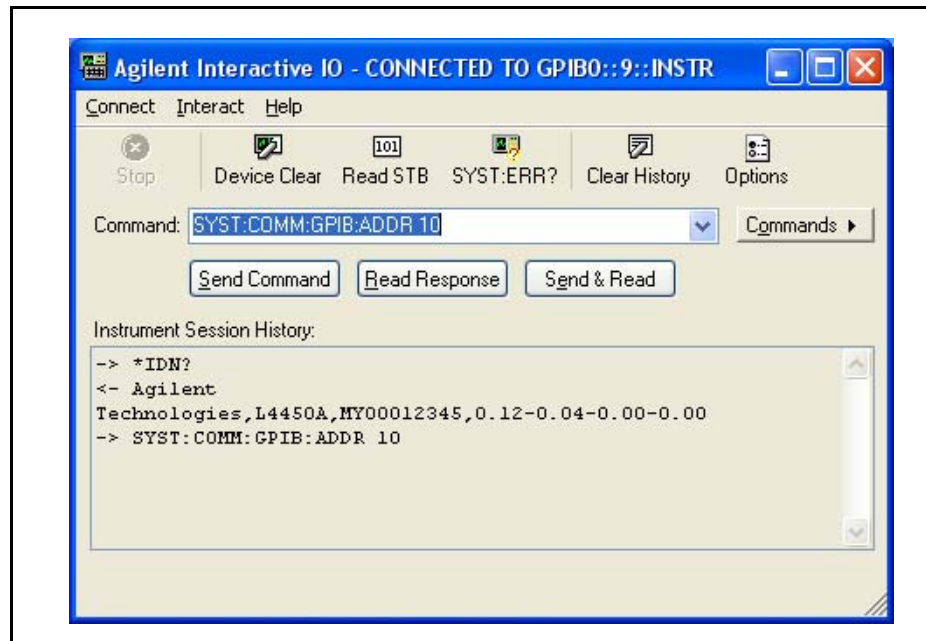 Agilent Interactive IO - CONNECTED TO GPIB0::9::INSTR
Connect Interact Help
Stop Device Clear Read STB SYST:ERR? Clear History Options
Command: SYST:COMM:GPIB:ADDR 10 Commands
Send Command Read Response Send & Read
Instrument Session History:
-> *IDN?
<- Agilent
Technologies,L4450A,MY00012345,0.12-0.04-0.00-0.00
-> SYST:COMM:GPIB:ADDR 10